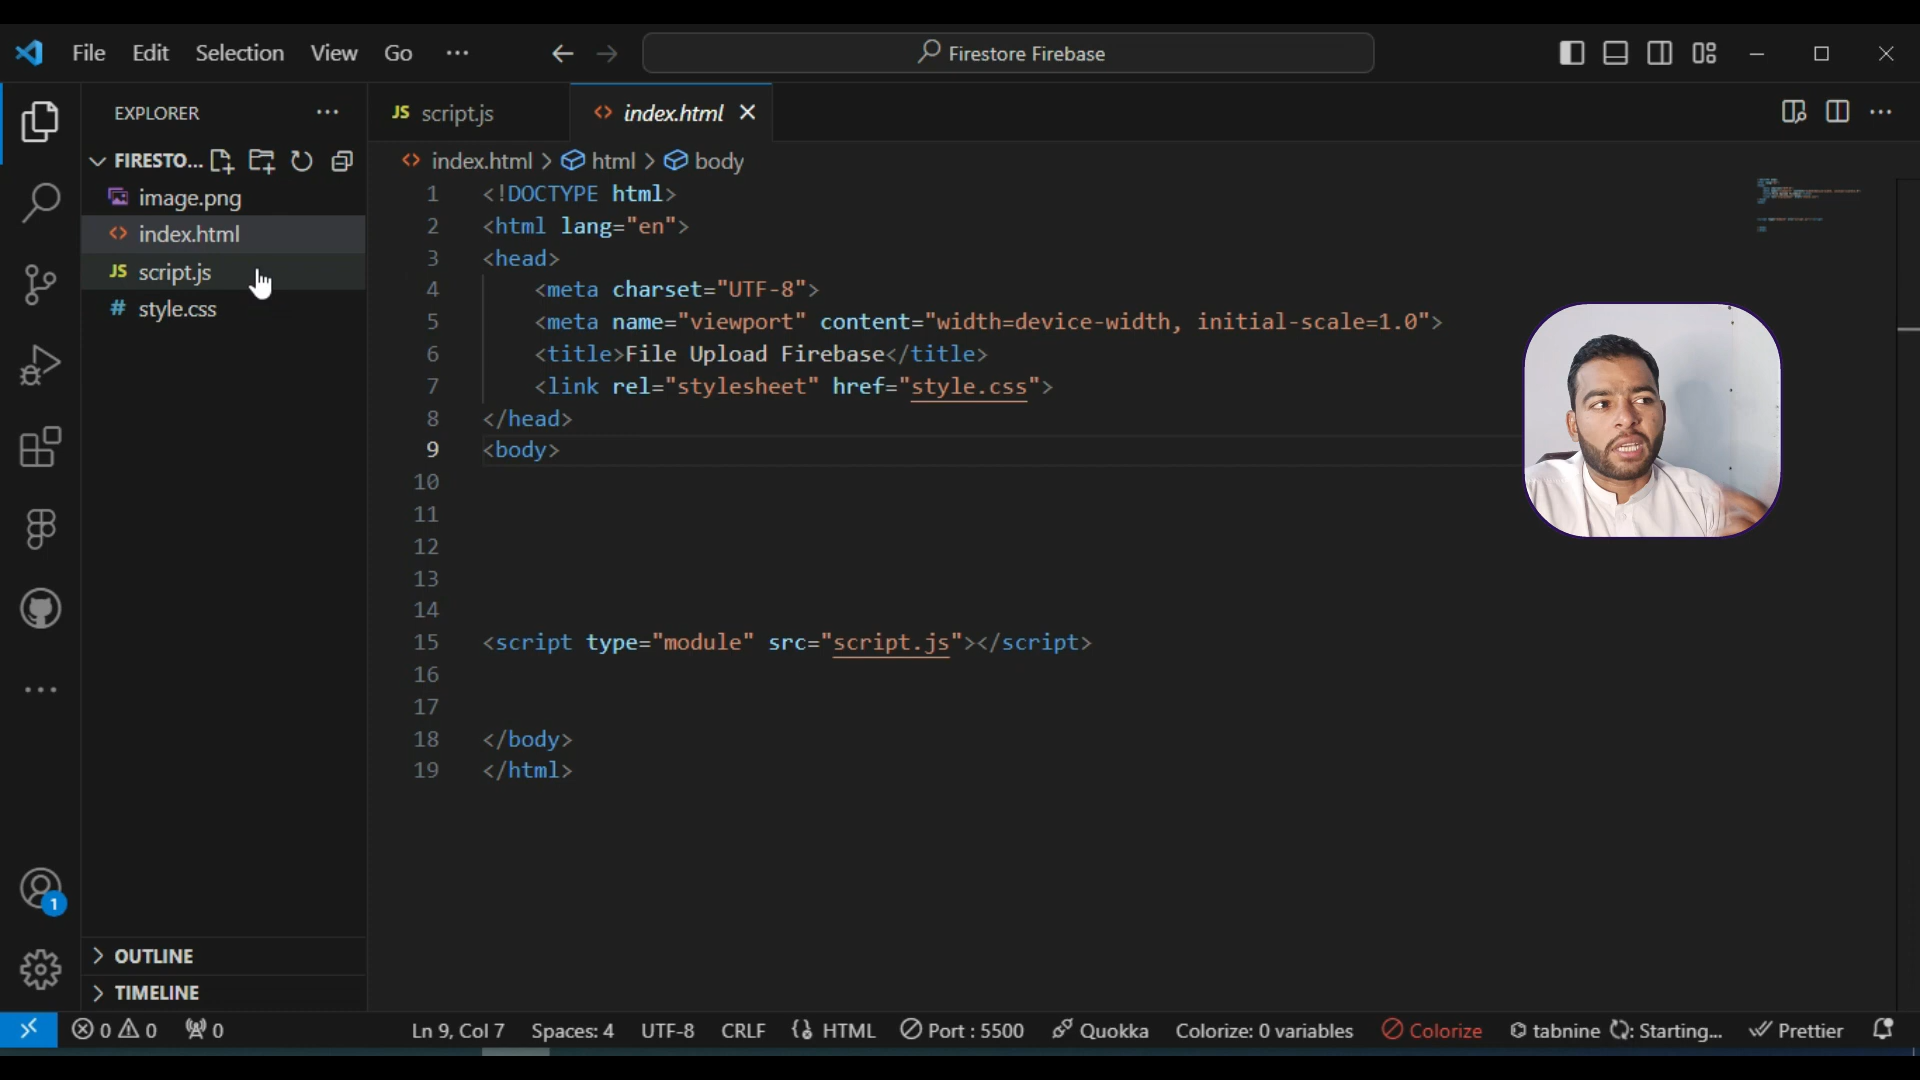 File Edit Selection View Go ··· Firestore Firebase
EXPLORER ···
JS script.js
<> index.html
FIRESTO...
image.png
<> index.html
JS script.js
# style.css
<> index.html > html > body
1 <!DOCTYPE html>
2 <html lang="en">
3 <head>
4 <meta charset="UTF-8">
5 <meta name="viewport" content="width=device-width, initial-scale=1.0">
6 <title>File Upload Firebase</title>
7 <link rel="stylesheet" href="style.css">
8 </head>
9 <body>
10
11
12
13
14
15 <script type="module" src="script.js"></script>
16
17
18 </body>
19 </html>
1
OUTLINE
TIMELINE
0 0 0 Ln 9, Col 7 Spaces: 4 UTF-8 CRLF HTML Port : 5500 Quokka Colorize: 0 variables Colorize tabnine : Starting... Prettier